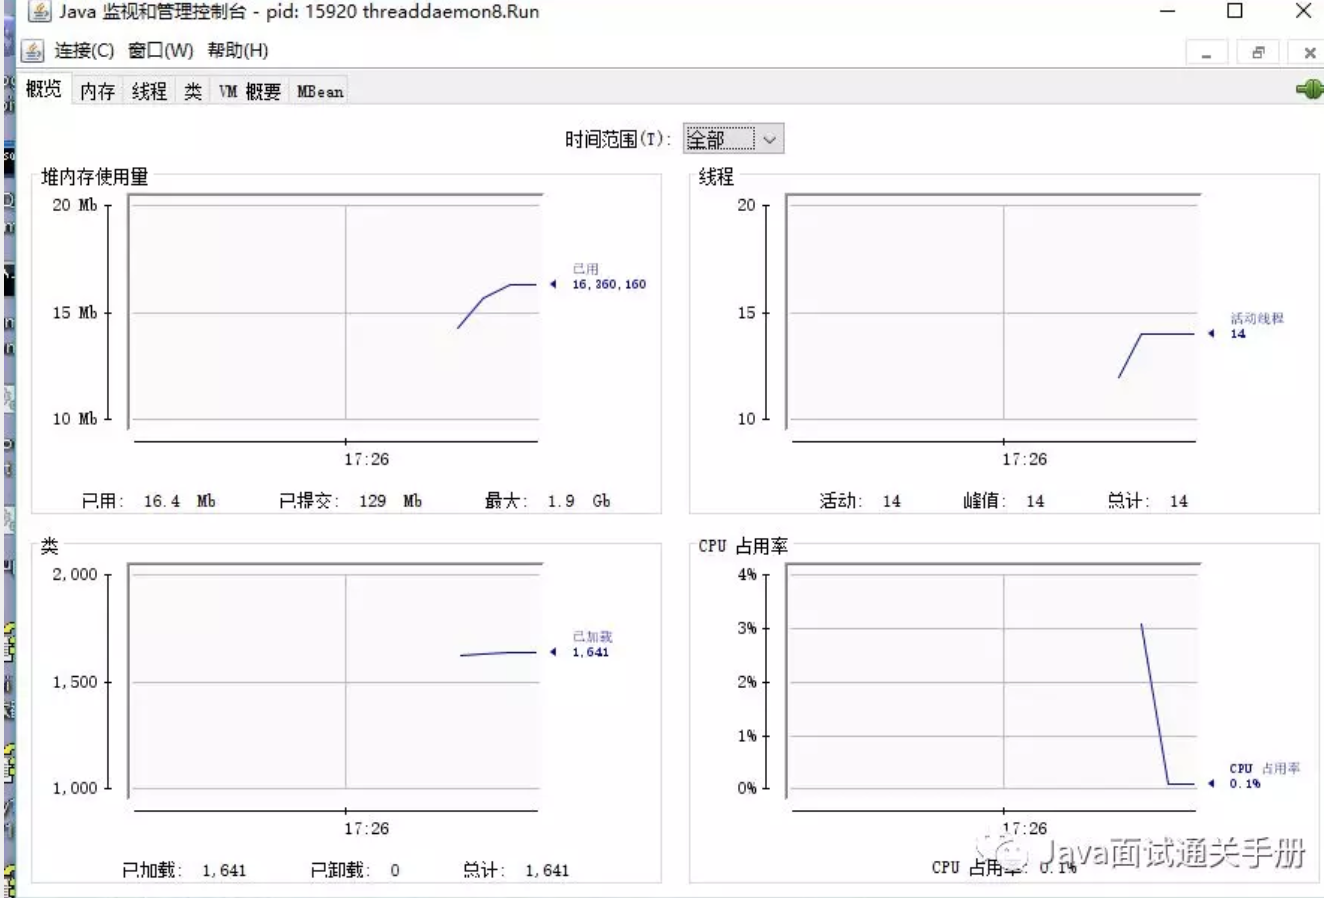 Java 监视和管理控制台 - pid: 15920 threaddaemon8.Run
连接(C) 窗口(W) 帮助(H)
概览 内存 线程 类 VM 概要 MBean
时间范围(T): 全部
堆内存使用量
20 Mb
15 Mb
10 Mb
已用
16,360,160
17:26
已用: 16.4 Mb 已提交: 129 Mb 最大: 1.9 Gb
线程
20
15
10
活动线程
14
17:26
活动: 14 峰值: 14 总计: 14
类
2,000
1,500
1,000
已加载
1,641
17:26
已加载: 1,641 已卸载: 0 总计: 1,641
CPU 占用率
4%
3%
2%
1%
0%
CPU 占用率
0.1%
17:26
CPU 占用率: 0.1%
Java面试通关手册